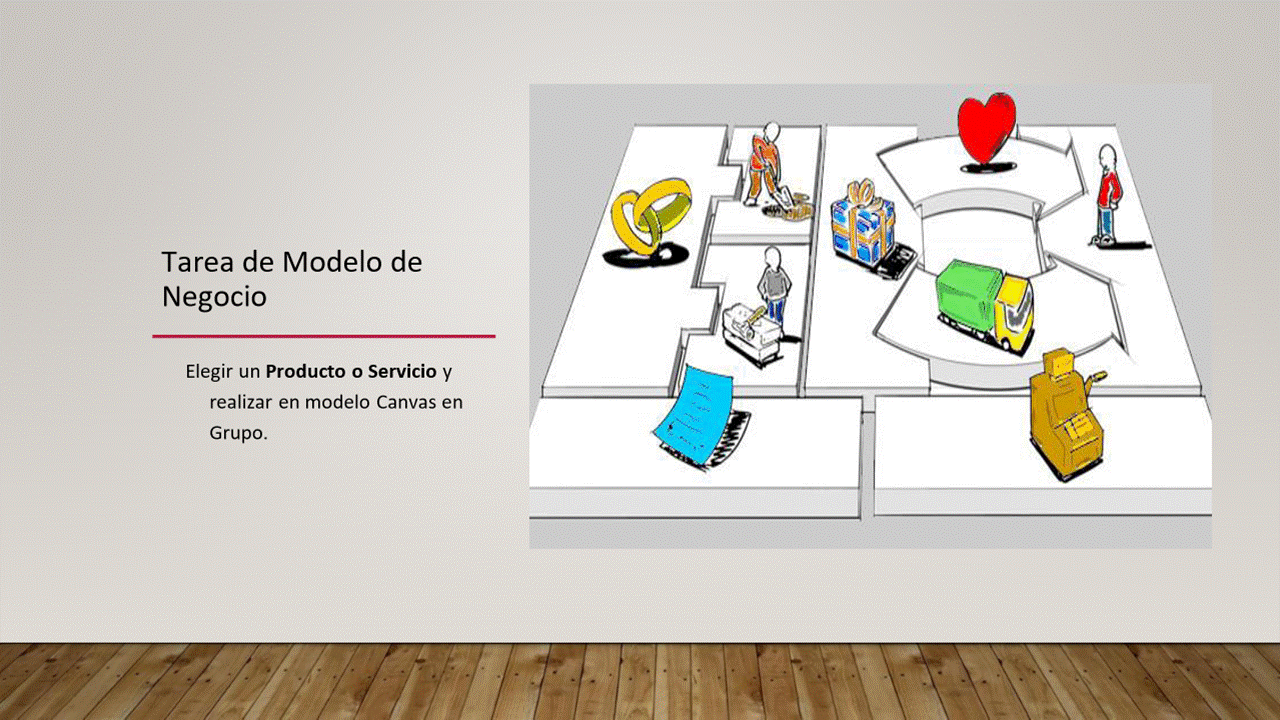 Tarea de Modelo de
Negocio
Elegir un Producto o Servicio y
realizar en modelo Canvas en
Grupo.